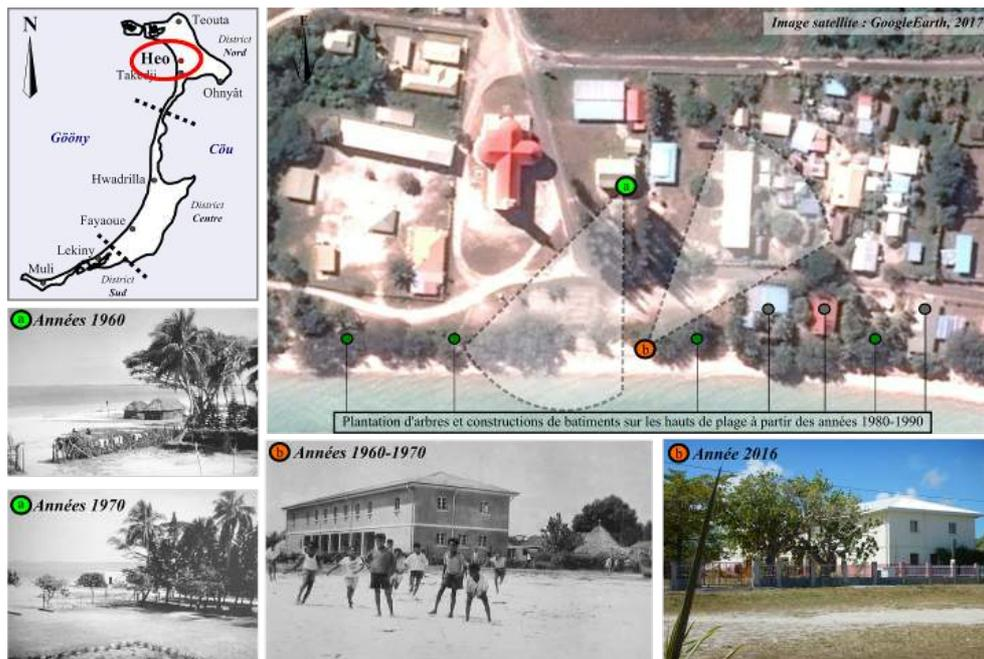 N
Teouta
District
Nord
Heo
Takedji
Ohnyât
Gööny
Cöu
Hwadrilla
District
Centre
Fayaoue
Lekiny
Muli
District
Sud
E
Image satellite : GoogleEarth, 2017
a
b
Plantation d'arbres et constructions de batiments sur les hauts de plage à partir des années 1980-1990
a Années 1960
a Années 1970
b Années 1960-1970
b Année 2016